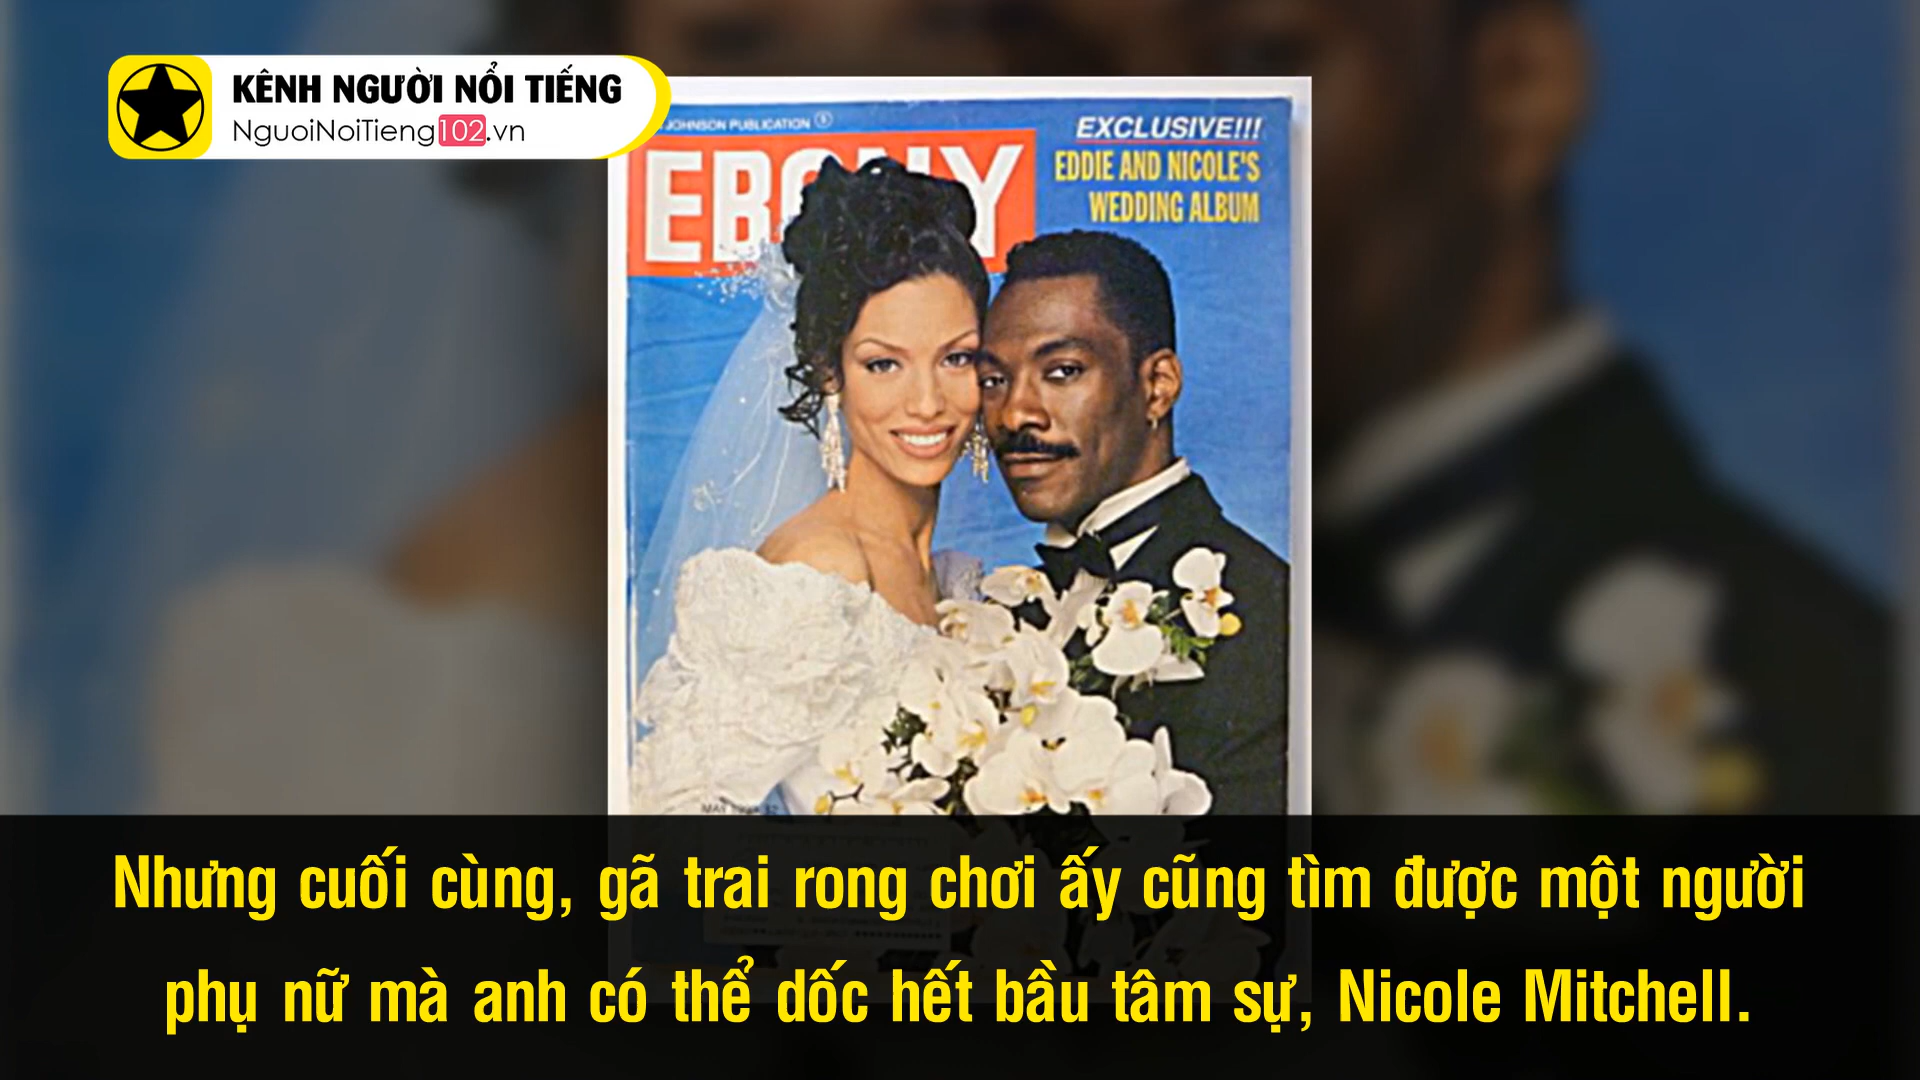 KÊNH NGƯỜI NỔI TIẾNG
NguoiNoiTieng102.vn
JOHNSON PUBLICATION
EBONY
EXCLUSIVE!!!
EDDIE AND NICOLE'S
WEDDING ALBUM
Nhưng cuối cùng, gã trai rong chơi ấy cũng tìm được một người
phụ nữ mà anh có thể dốc hết bầu tâm sự, Nicole Mitchell.